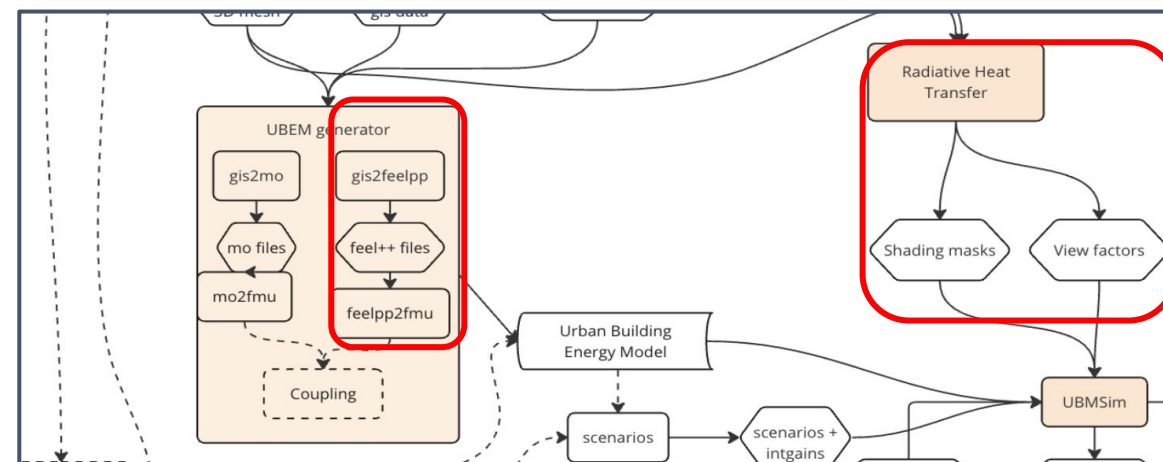 3D mesh
gis data
Radiative Heat
Transfer
UBEM generator
gis2mo
gis2feelpp
mo files
feel++ files
Shading masks
View factors
mo2fmu
feelpp2fmu
Urban Building
Energy Model
Coupling
UBMSim
scenarios
scenarios +
intgains